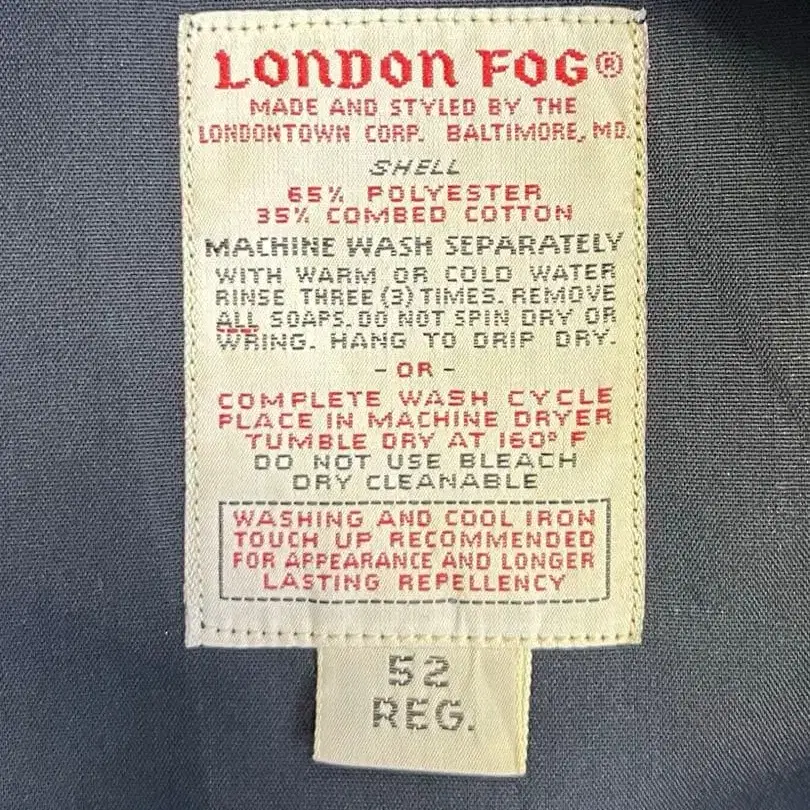 LONDON FOG®
MADE AND STYLED BY THE
LONDONTOWN CORP. BALTIMORE, MD.
SHELL
65% POLYESTER
35% COMBED COTTON
MACHINE WASH SEPARATELY
WITH WARM OR COLD WATER
RINSE THREE (3) TIMES. REMOVE
ALL SOAPS. DO NOT SPIN DRY OR
WRING. HANG TO DRIP DRY.
- OR -
COMPLETE WASH CYCLE
PLACE IN MACHINE DRYER
TUMBLE DRY AT 160° F
DO NOT USE BLEACH
DRY CLEANABLE
WASHING AND COOL IRON
TOUCH UP RECOMMENDED
FOR APPEARANCE AND LONGER
LASTING REPELLENCY
52
REG.